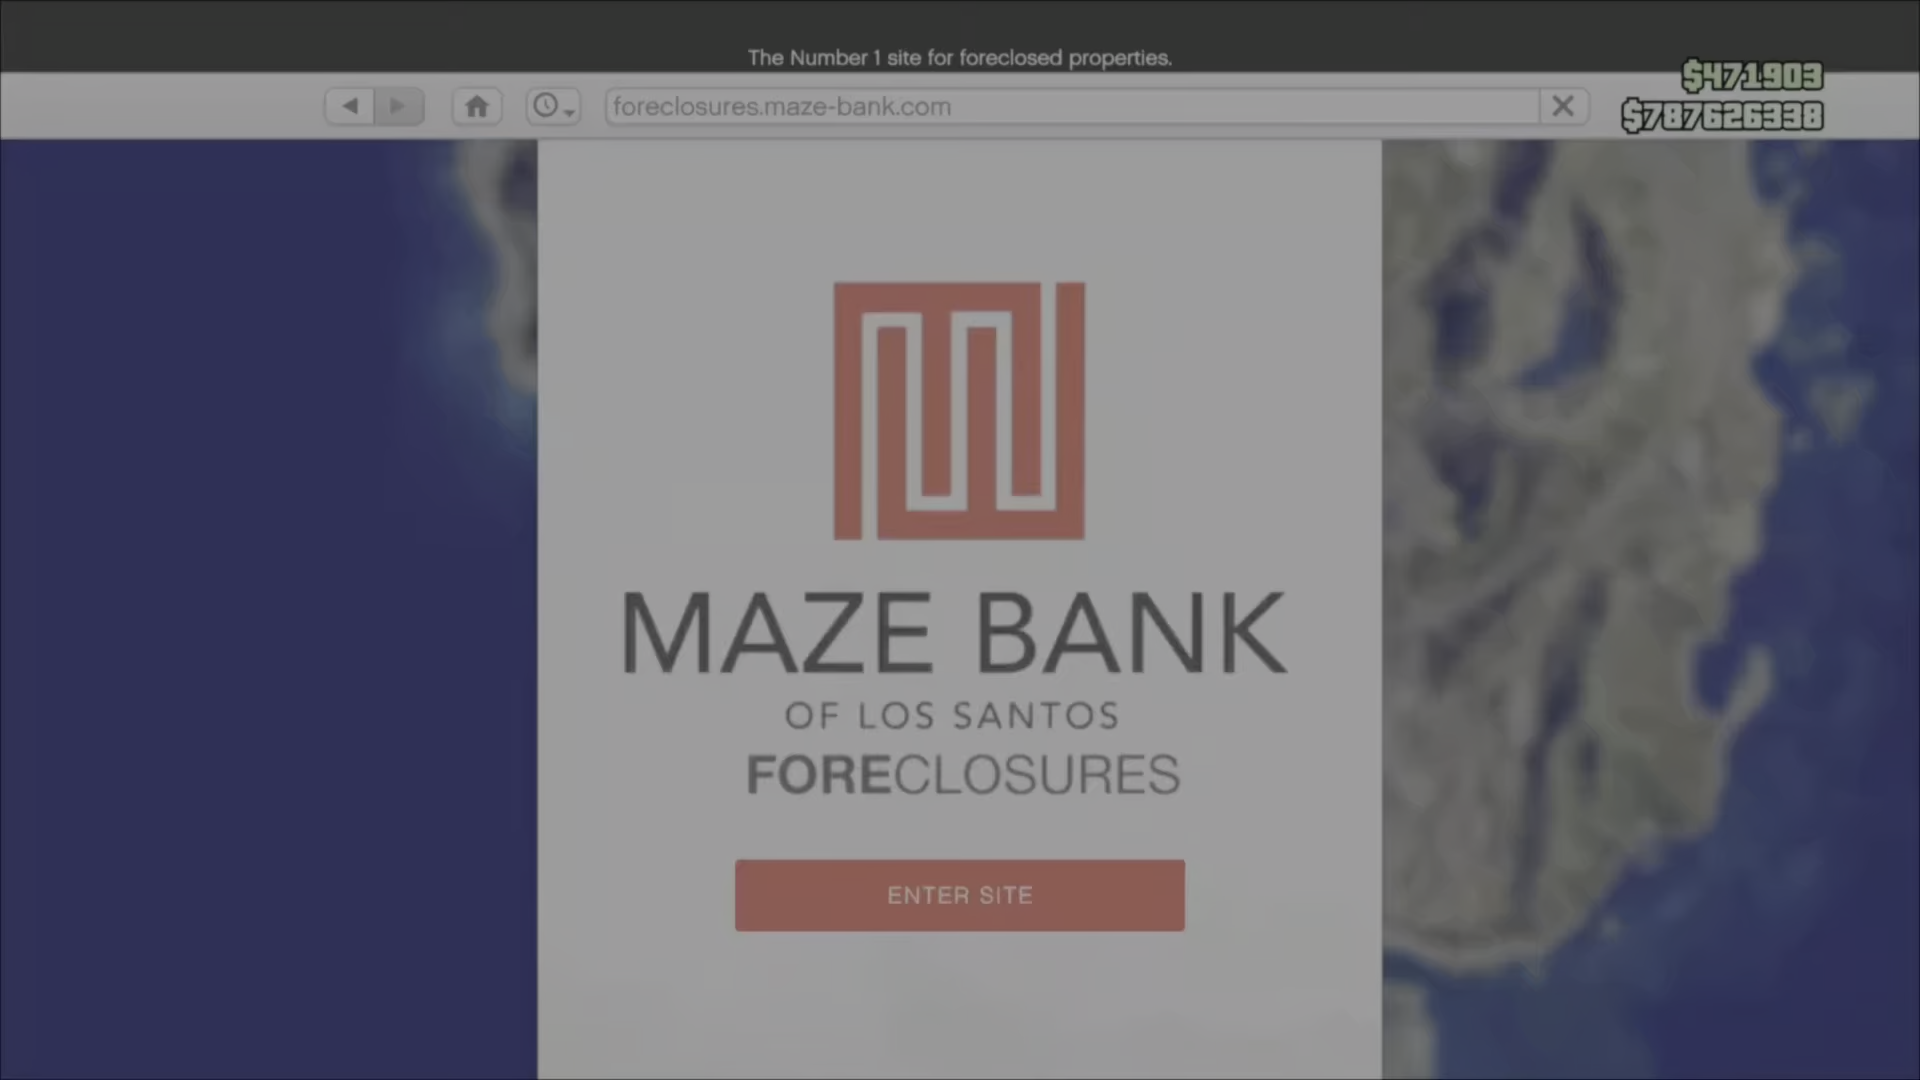 The Number 1 site for foreclosed properties.
$471903
foreclosures.maze-bank.com
$787626338
MAZE BANK
OF LOS SANTOS
FORECLOSURES
ENTER SITE